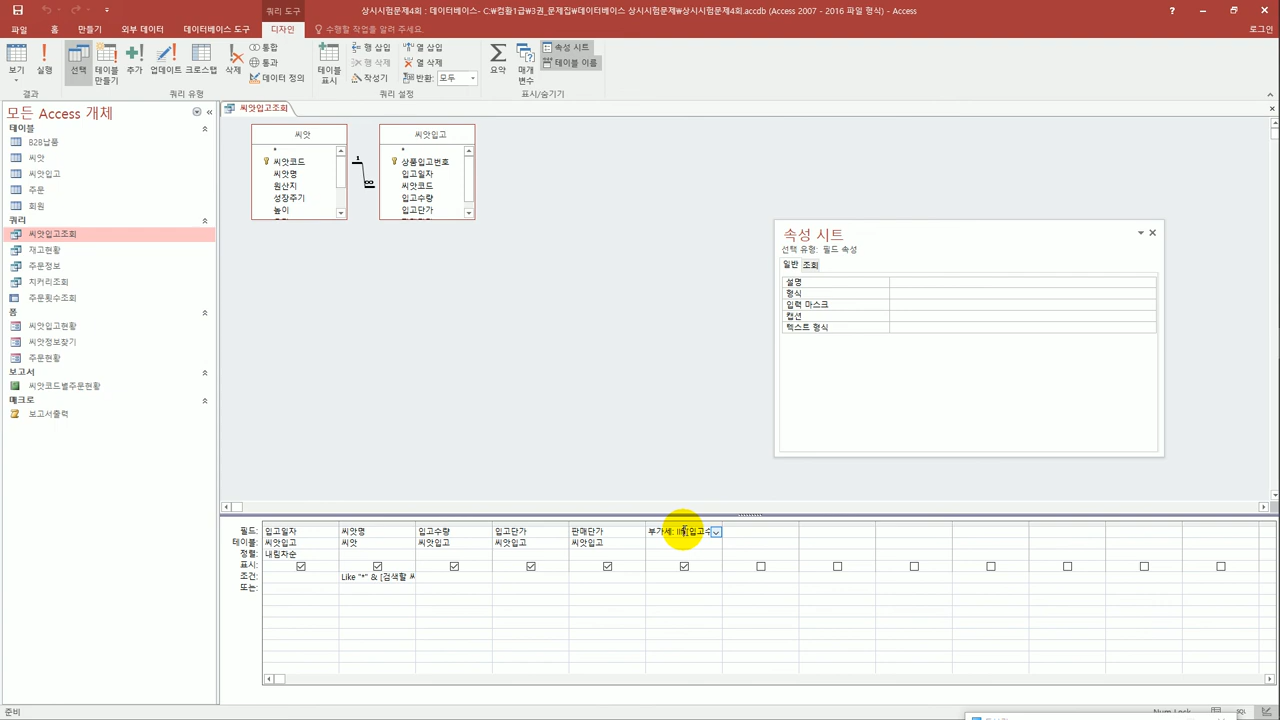 쿼리 도구
상시시험문제4회 : 데이터베이스- C:₩컴활1급₩3권_문제집₩데이터베이스 상시시험문제₩상시시험문제4회.accdb (Access 2007 - 2016 파일 형식) - Access
파일 홈 만들기 외부 데이터 데이터베이스 도구 디자인 수행할 작업을 알려 주세요. 로그인
보기 실행 선택 테이블 만들기 추가 업데이트 크로스탭 삭제 통합 통과 데이터 정의 테이블 표시 행 삽입 행 삭제 작성기 열 삽입 열 삭제 반환: 모두 요약 매개 변수 속성 시트 테이블 이름
결과 쿼리 유형 쿼리 설정 표시/숨기기
모든 Access 개체
테이블
B2B납품
씨앗
씨앗입고
주문
회원
쿼리
씨앗입고조회
재고현황
주문정보
지커리조회
주문횟수조회
폼
씨앗입고현황
씨앗정보찾기
주문현황
보고서
씨앗코드별주문현황
매크로
보고서출력
씨앗입고조회
씨앗
*
씨앗코드
씨앗명
원산지
성장주기
높이
씨앗입고
*
상품입고번호
입고일자
씨앗코드
입고수량
입고단가
속성 시트
선택 유형: 필드 속성
일반 조회
설명
형식
입력 마스크
캡션
텍스트 형식
필드: 입고일자 씨앗명 입고수량 입고단가 판매단가 부가세: IIf([입고수
테이블: 씨앗입고 씨앗 씨앗입고 씨앗입고 씨앗입고
정렬: 내림차순
표시:
조건: Like "*" & [검색할 씨
또는:
준비
Num Lock SQL